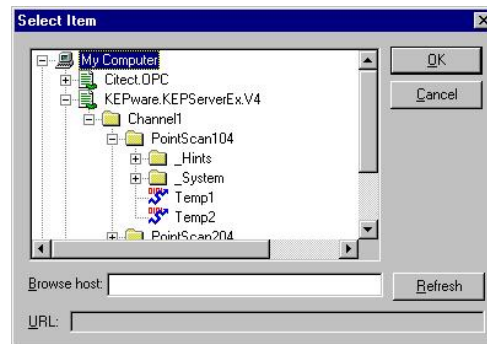 Select Item
My Computer
OK
Citect.OPC
KEPware.KEPServerEx.V4
Cancel
Channel1
PointScan104
_Hints
_System
Temp1
Temp2
PointScan204
Browse host:
Refresh
URL: